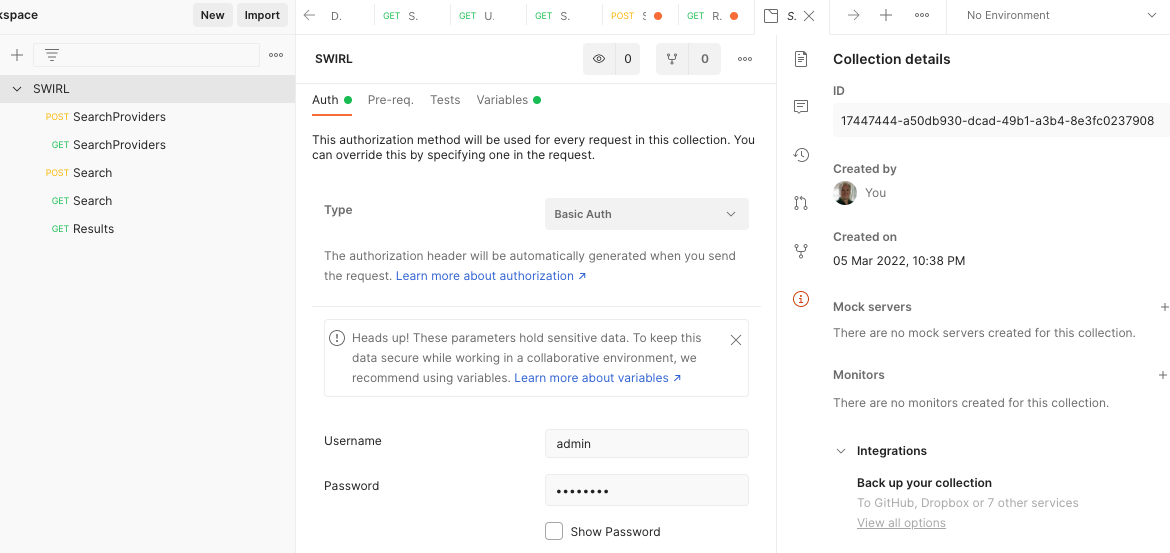 kspace
New
Import
D.
GET S.
GET U.
GET S.
POST S
GET R.
S.
No Environment
SWIRL
POST SearchProviders
GET SearchProviders
POST Search
GET Search
GET Results
SWIRL
0
0
Auth
Pre-req.
Tests
Variables
This authorization method will be used for every request in this collection. You
can override this by specifying one in the request.
Type
Basic Auth
The authorization header will be automatically generated when you send
the request. Learn more about authorization ↗
Heads up! These parameters hold sensitive data. To keep this
data secure while working in a collaborative environment, we
recommend using variables. Learn more about variables ↗
Username
admin
Password
••••••••
Show Password
Collection details
ID
17447444-a50db930-dcad-49b1-a3b4-8e3fc0237908
Created by
You
Created on
05 Mar 2022, 10:38 PM
Mock servers
There are no mock servers created for this collection.
Monitors
There are no monitors created for this collection.
Integrations
Back up your collection
To GitHub, Dropbox or 7 other services
View all options